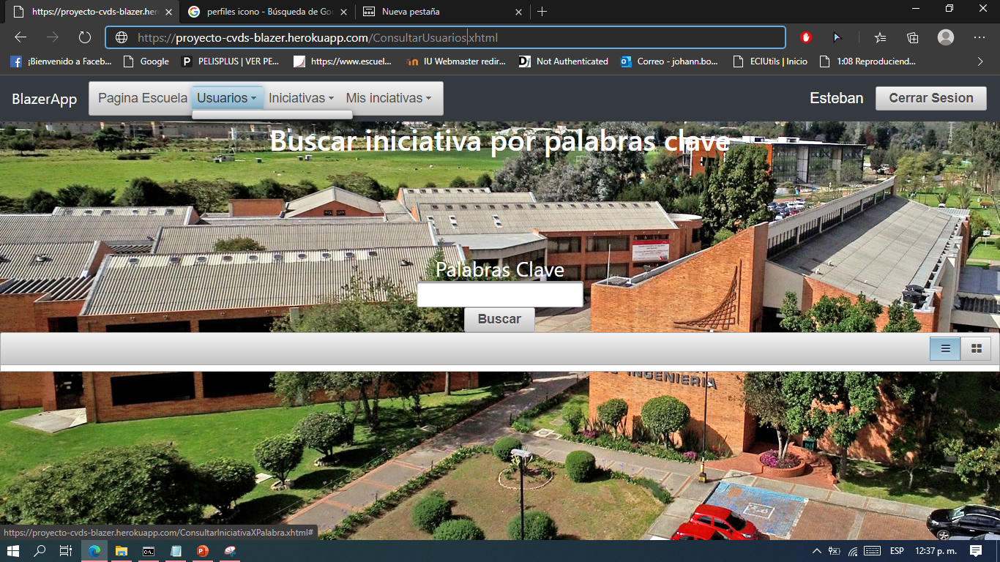 https://proyecto-cvds-blazer.her
perfiles icono - Búsqueda de Goo
Nueva pestaña
https://proyecto-cvds-blazer.herokuapp.com/ConsultarUsuarios.xhtml
¡Bienvenido a Faceb...
Google
PELISPLUS | VER PE...
https://www.escuel...
IU Webmaster redir...
Not Authenticated
Correo - johann.bo...
ECIUtils | Inicio
1:08 Reproduciend...
BlazerApp
Pagina Escuela
Usuarios
Iniciativas
Mis inciativas
Esteban
Cerrar Sesion
Buscar iniciativa por palabras clave
Palabras Clave
Buscar
INGENIERIA
https://proyecto-cvds-blazer.herokuapp.com/ConsultarIniciativaXPalabra.xhtml#
ESP
12:37 p. m.